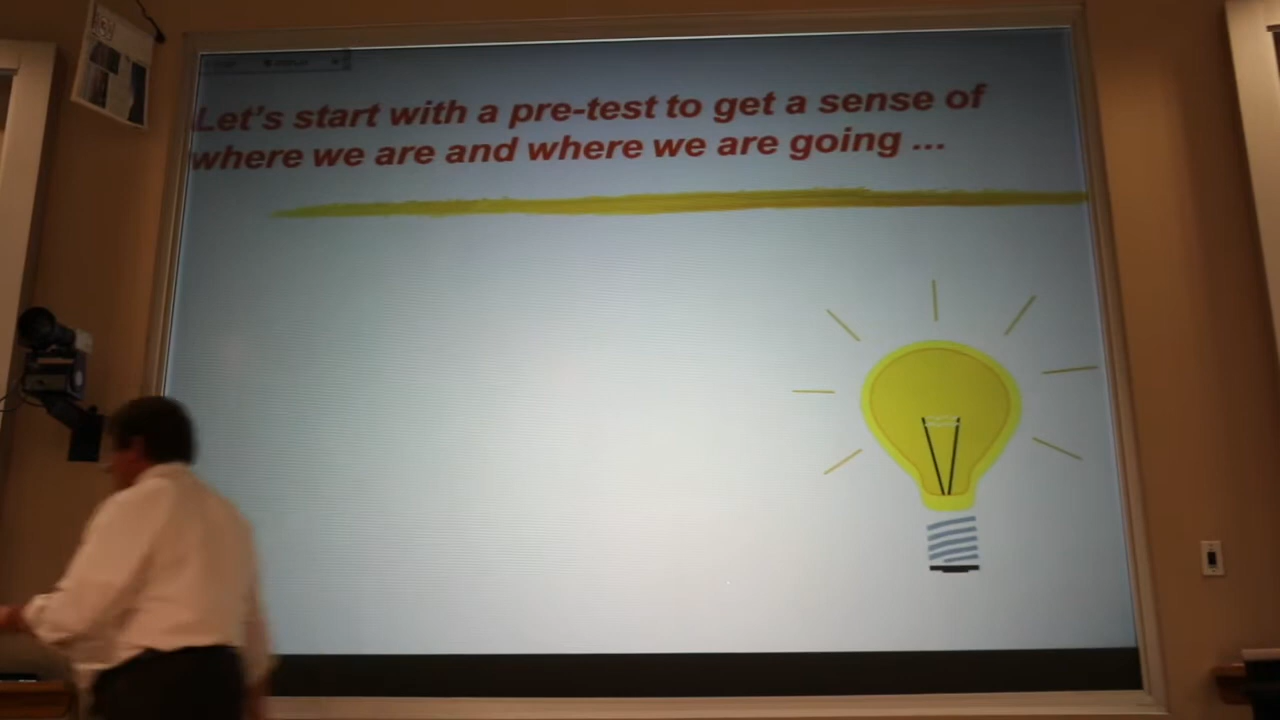 Let's start with a pre-test to get a sense of
where we are and where we are going ...